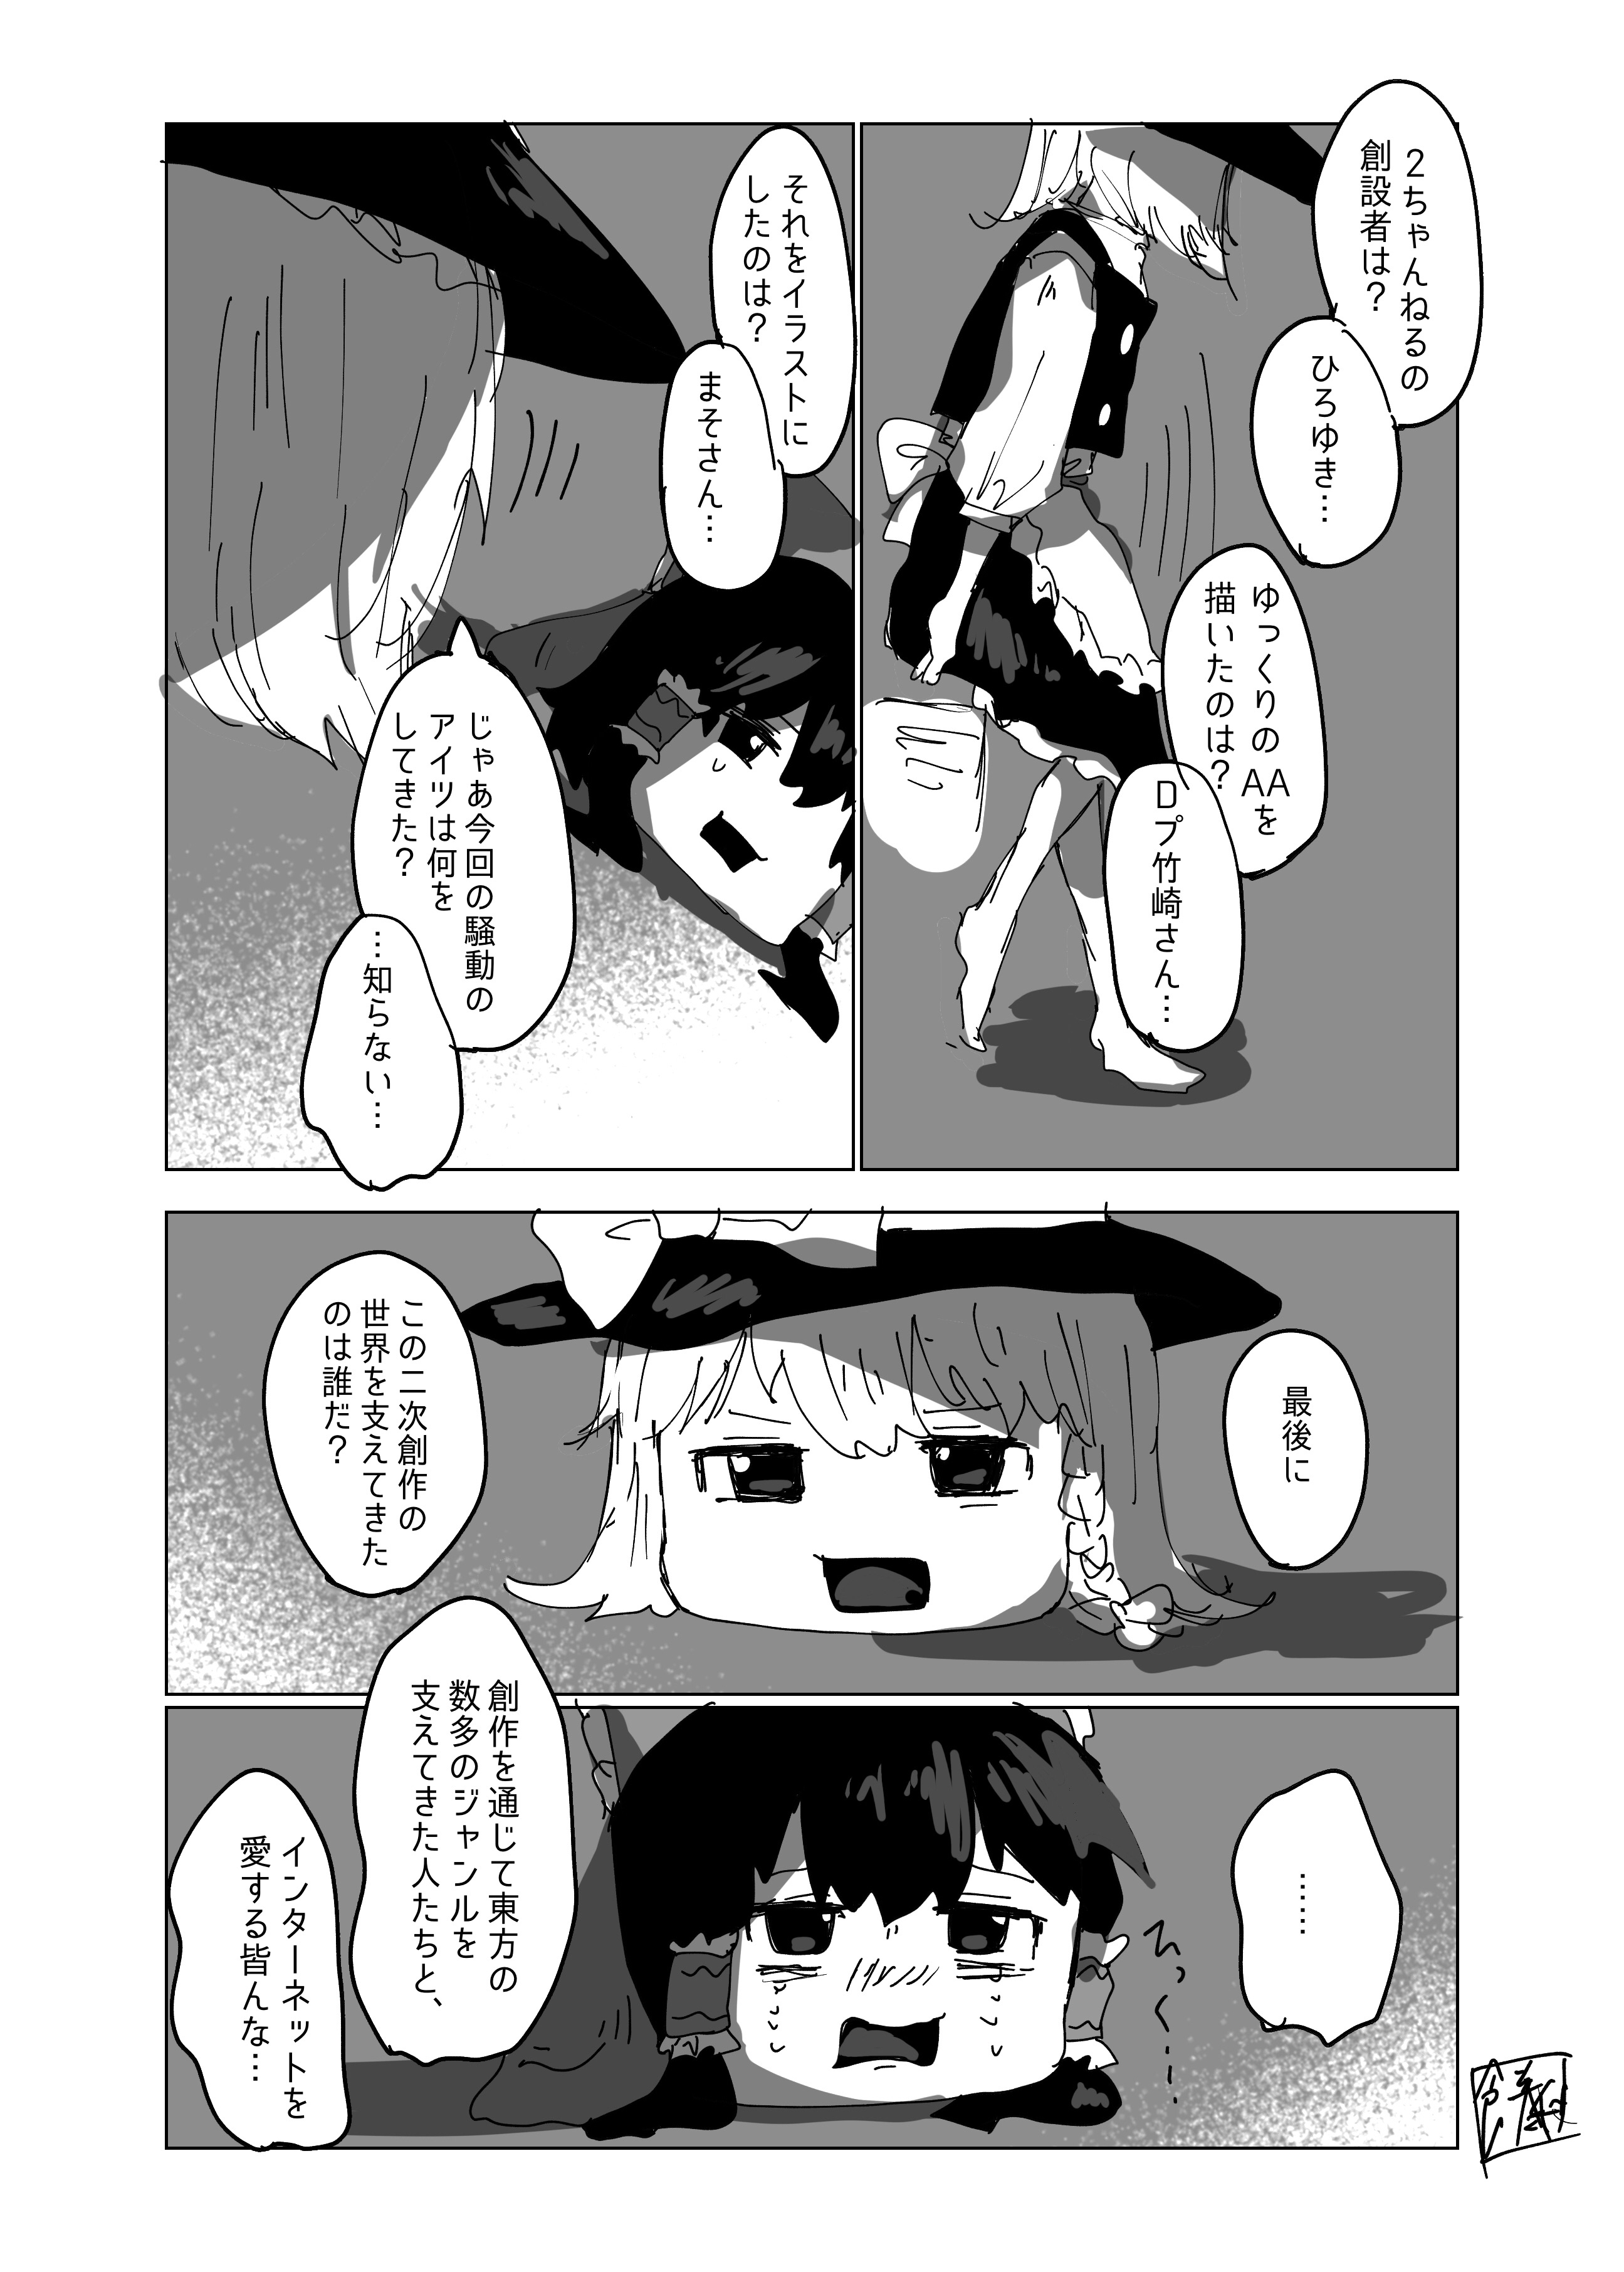 2ちゃんねるの
創設者は?
ひろゆき…
ゆっくりのAAを
描いたのは?
Dプ竹崎さん…
それをイラストに
したのは?
まそさん…
じゃあ今回の騒動の
アイツは何を
してきた?
…知らない…
最後に
この二次創作の
世界を支えてきた
のは誰だ?
……
ひっく…
創作を通じて東方の
数多のジャンルを
支えてきた人たちと、
インターネットを
愛する皆んな…